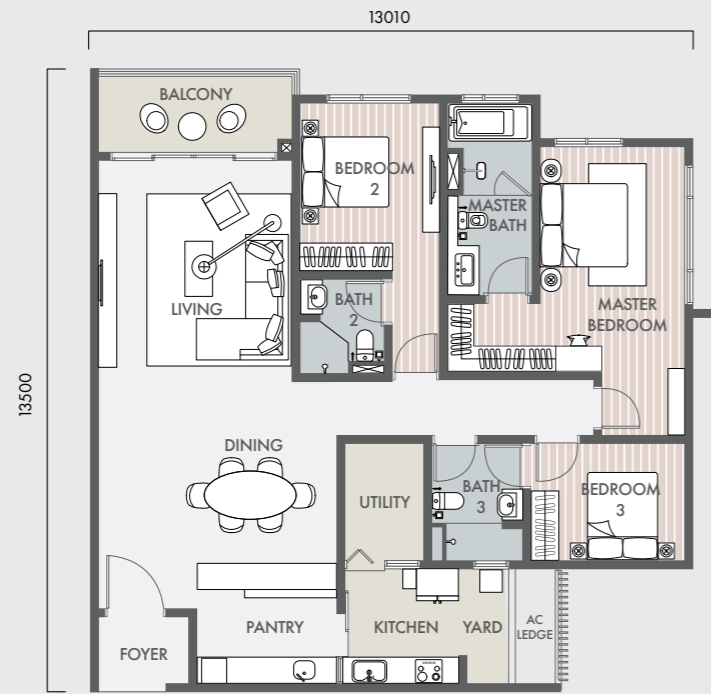 13010
13500
BALCONY
BEDROOM
2
MASTER
BATH
LIVING
BATH
2
MASTER
BEDROOM
DINING
UTILITY
BATH
3
BEDROOM
3
FOYER
PANTRY
KITCHEN
YARD
AC
LEDGE